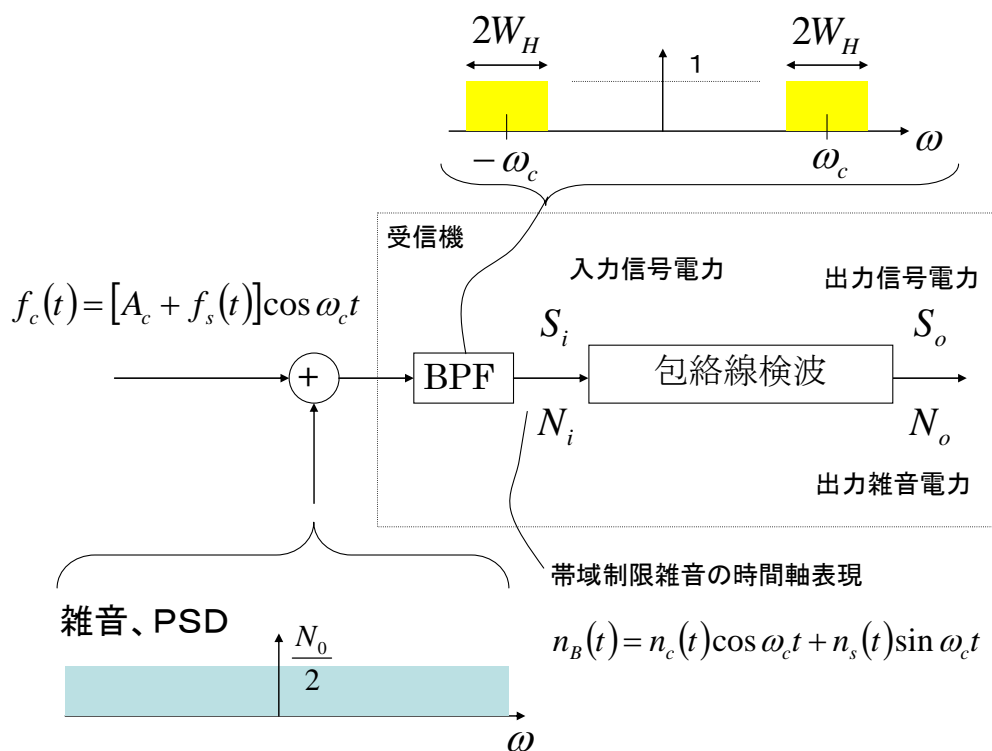 2W_H 2W_H
1
-ω_c ω_c ω
受信機
入力信号電力 出力信号電力
f_c(t)=[A_c+f_s(t)]cos ω_c t
S_i S_o
+ BPF 包絡線検波
N_i N_o
出力雑音電力
帯域制限雑音の時間軸表現
雑音、PSD
N_0/2
n_B(t)=n_c(t)cos ω_c t+n_s(t)sin ω_c t
ω